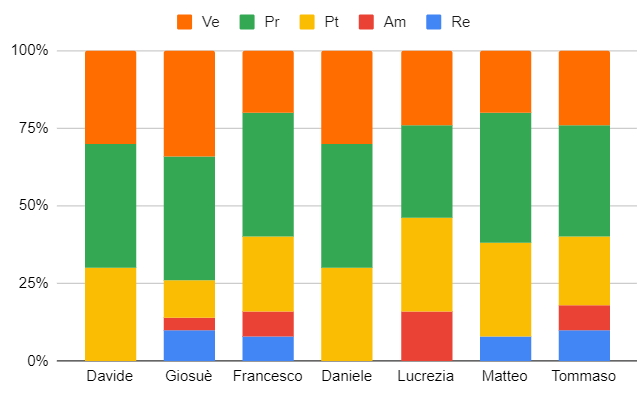 Ve Pr Pt Am Re
100%
75%
50%
25%
0%
Davide Giosuè Francesco Daniele Lucrezia Matteo Tommaso